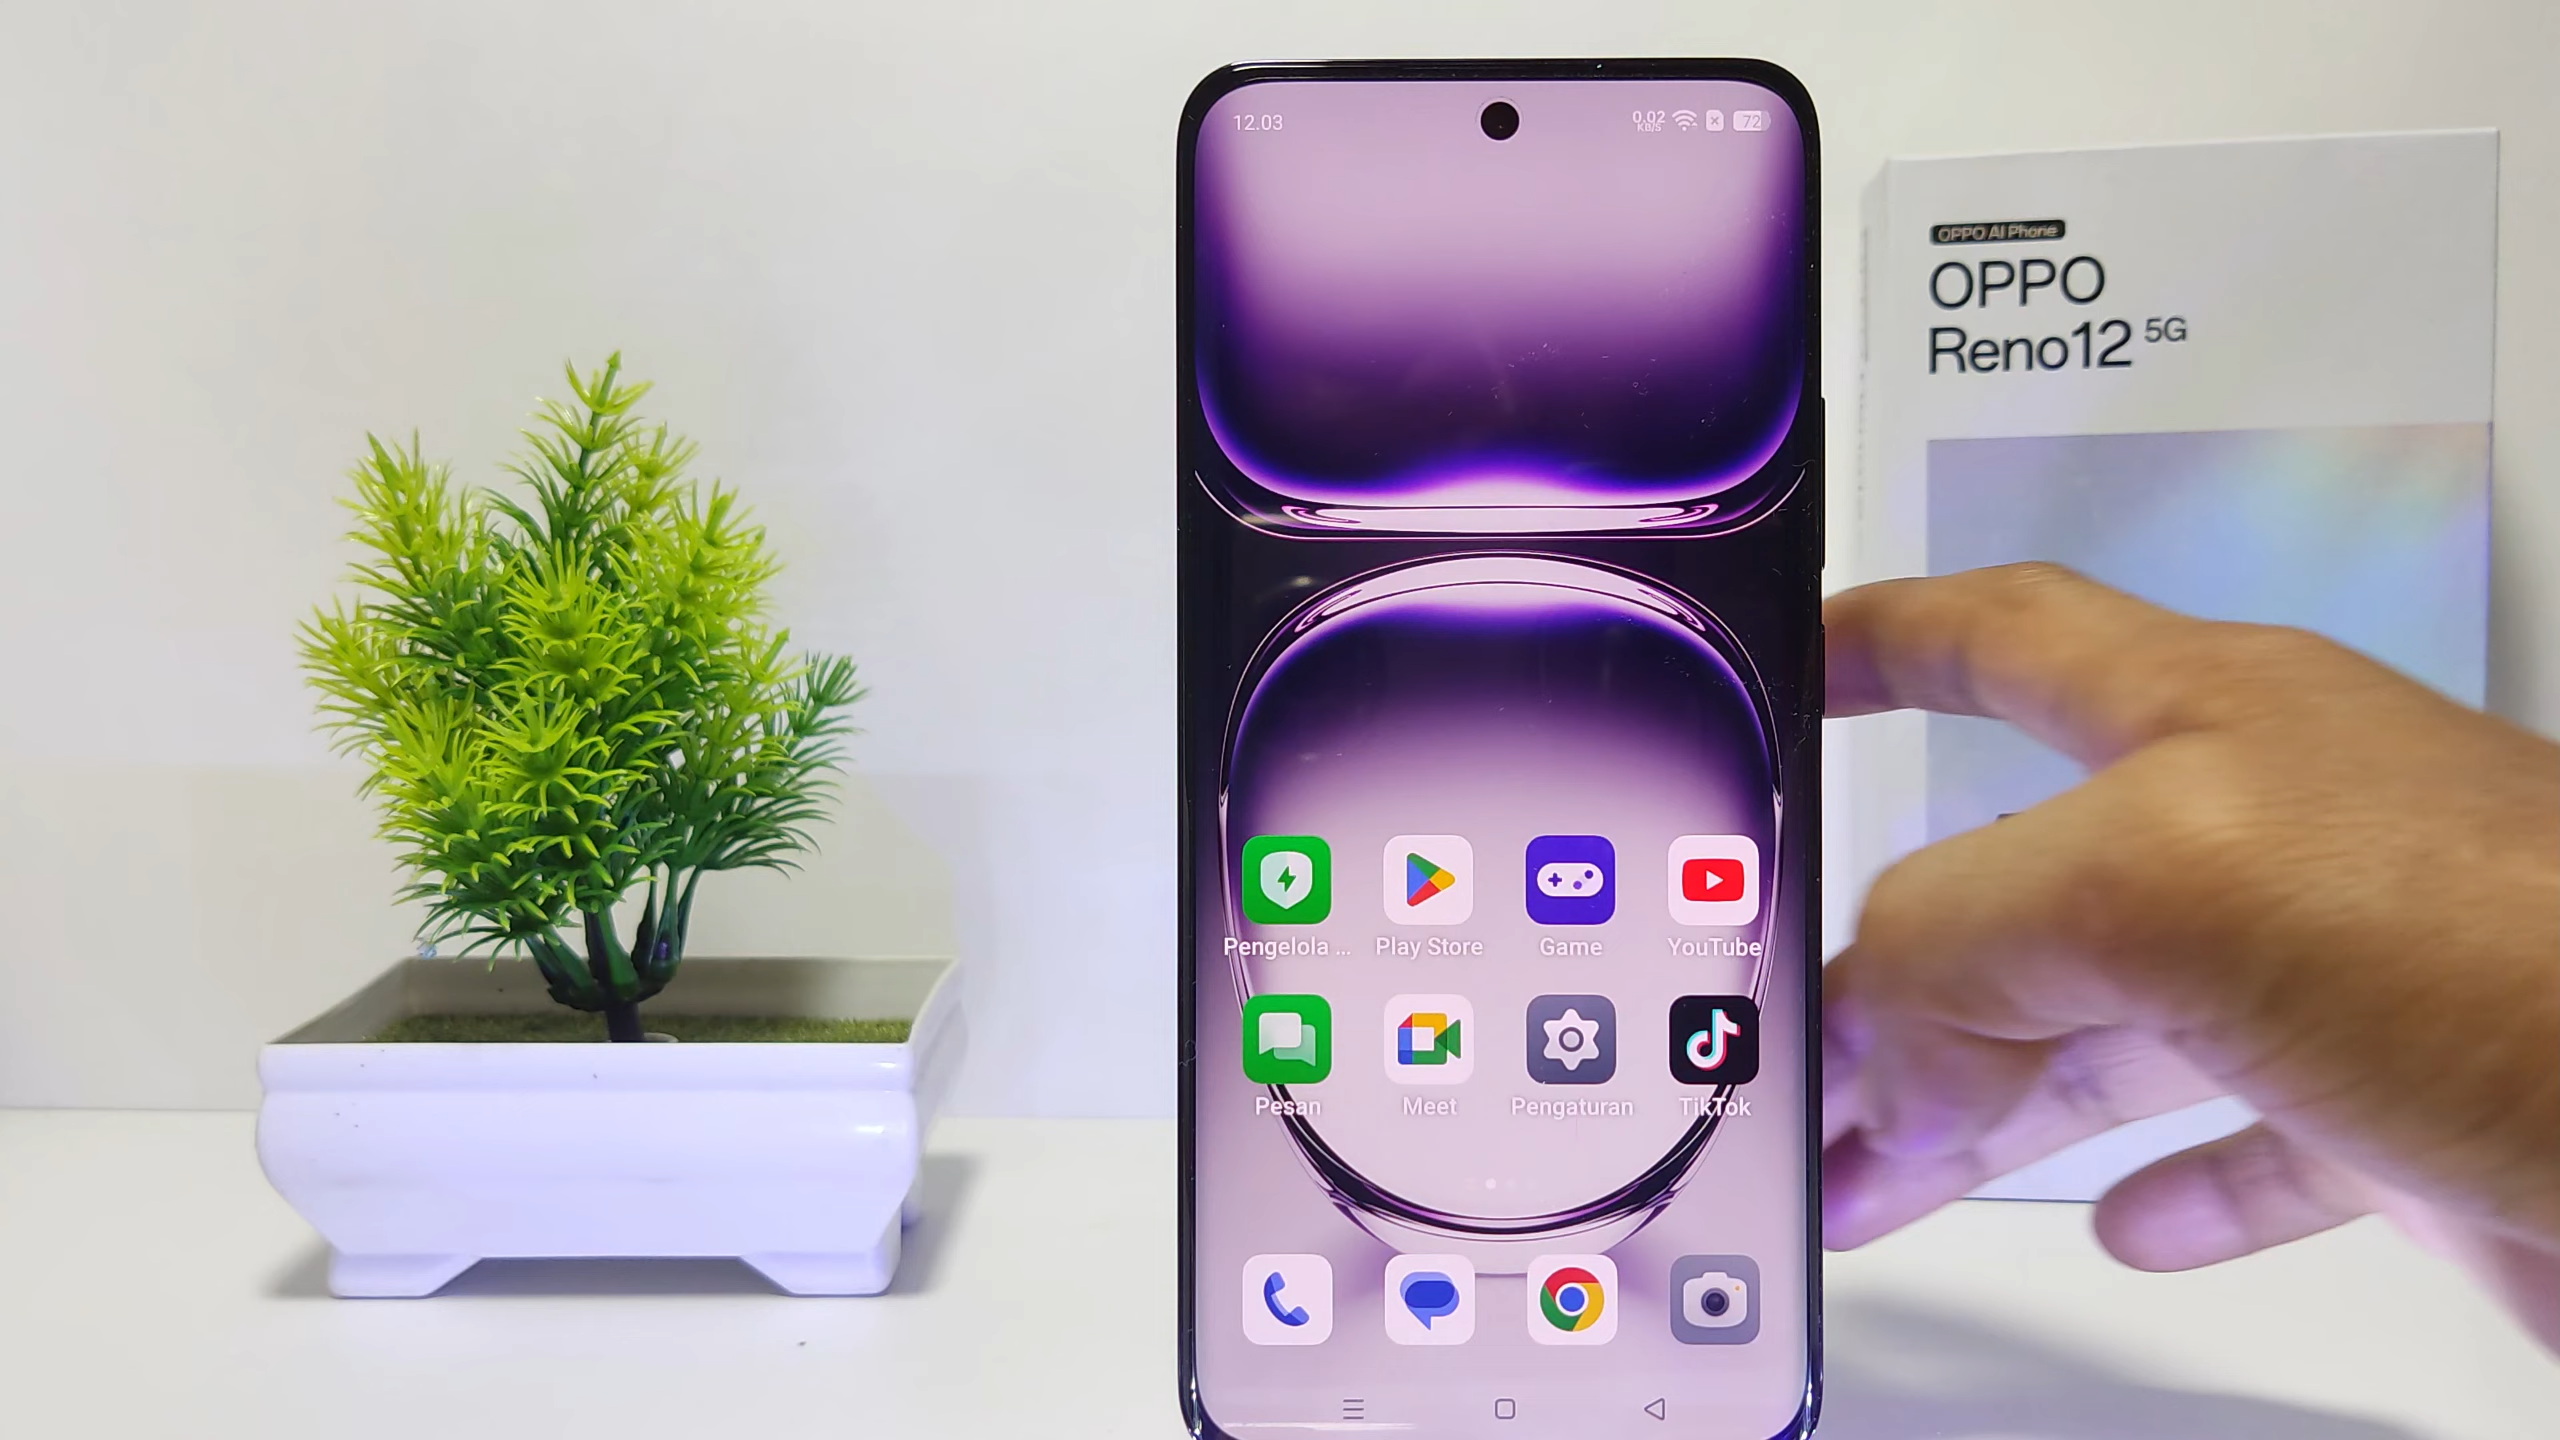 12.03
0.02
KB/S
72
OPPO AI Phone
OPPO
Reno12 5G
Pengelola ...
Play Store
Game
YouTube
Pesan
Meet
Pengaturan
TikTok